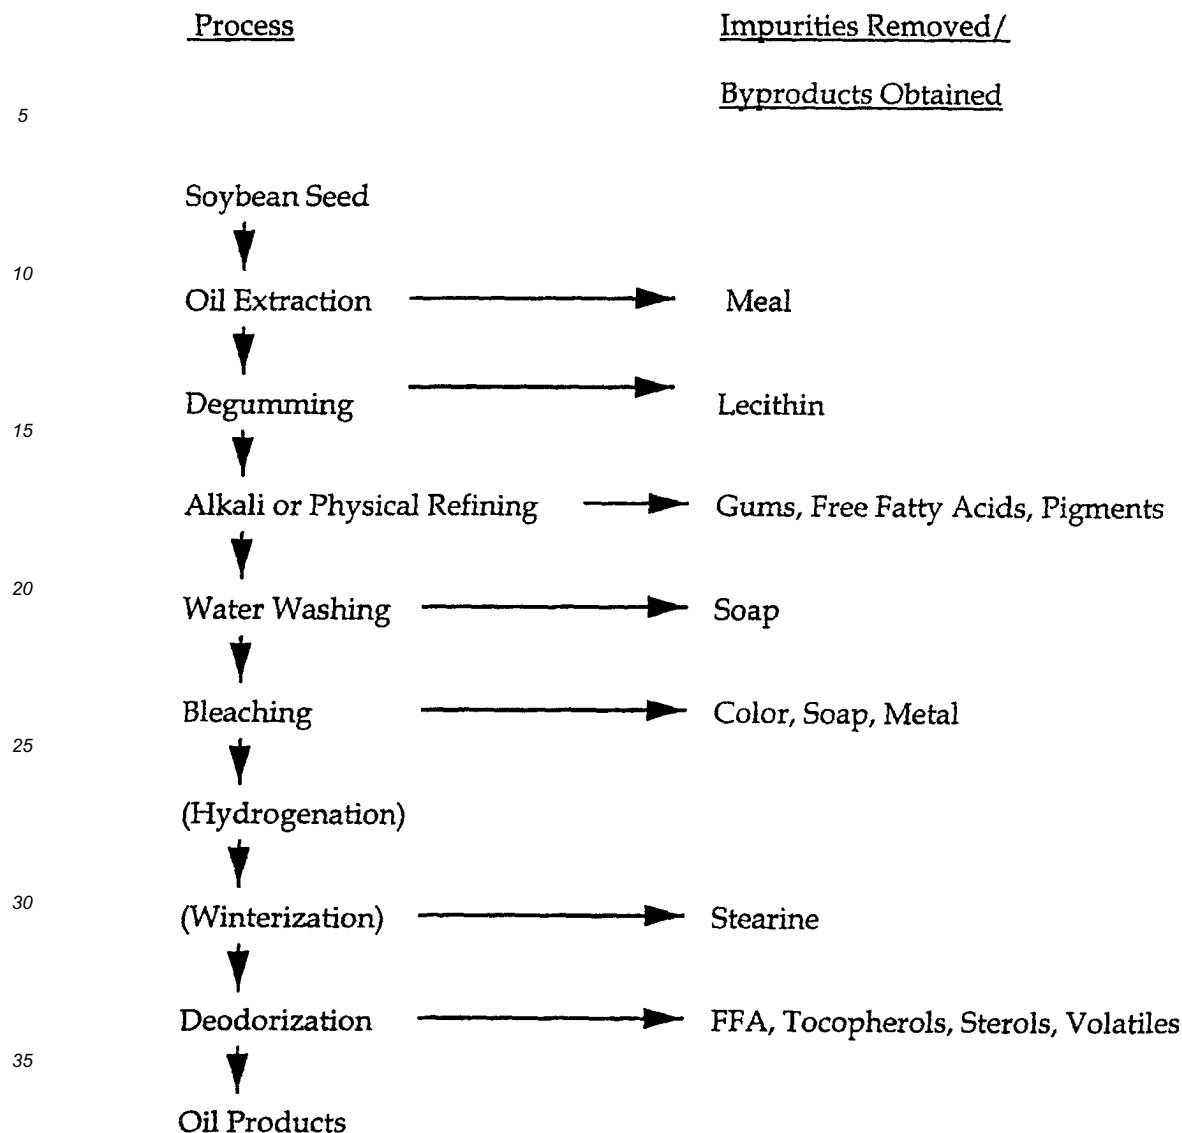 Process Impurities Removed/
Byproducts Obtained
5
Soybean Seed
10
Oil Extraction Meal
Degumming Lecithin
15
Alkali or Physical Refining Gums, Free Fatty Acids, Pigments
20
Water Washing Soap
Bleaching Color, Soap, Metal
25
(Hydrogenation)
30
(Winterization) Stearine
Deodorization FFA, Tocopherols, Sterols, Volatiles
35
Oil Products